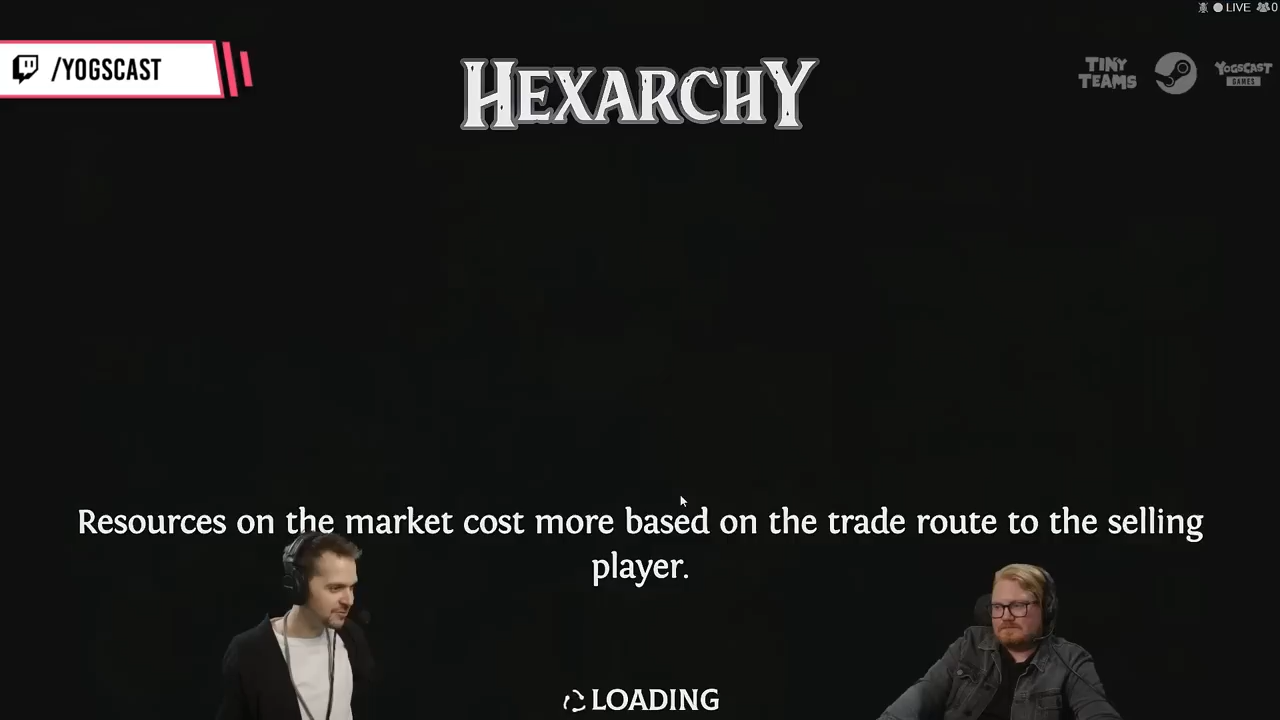 LIVE 0
/YOGSCAST
HEXARCHY
TINY
TEAMS
YOGSCAST
GAMES
Resources on the market cost more based on the trade route to the selling
player.
LOADING